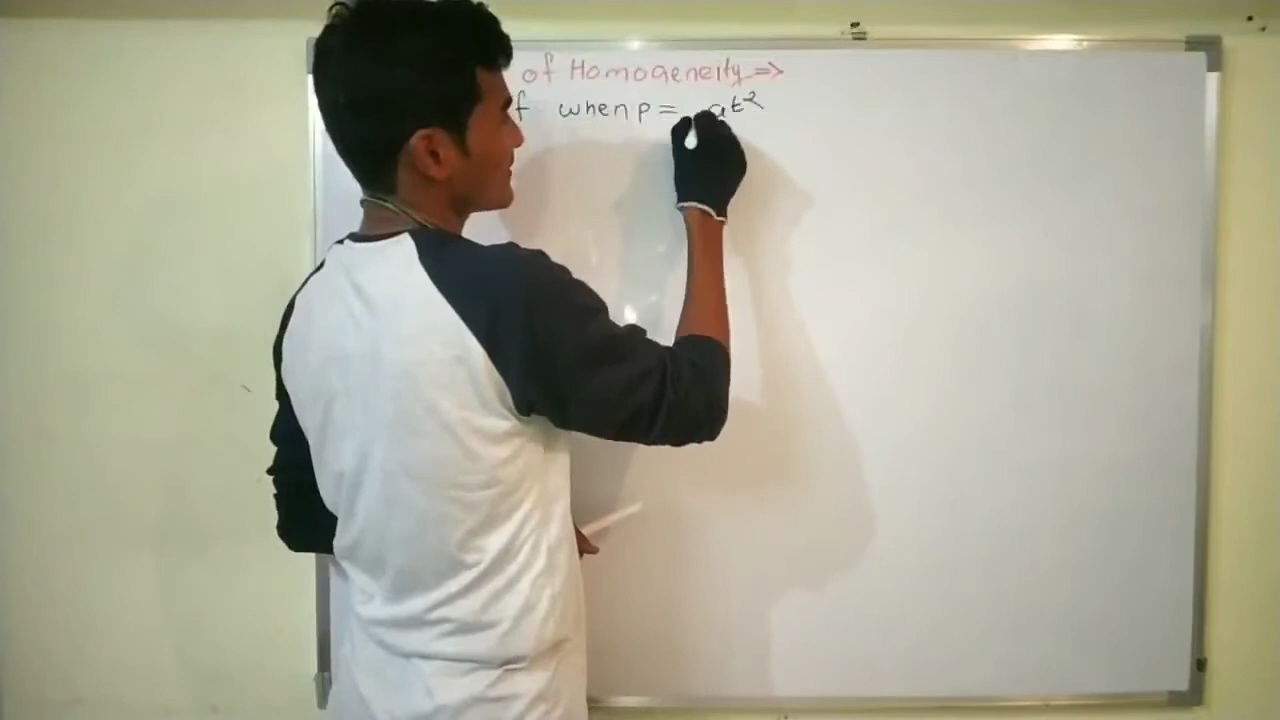 of Homogeneity ⇒
f when p = at²